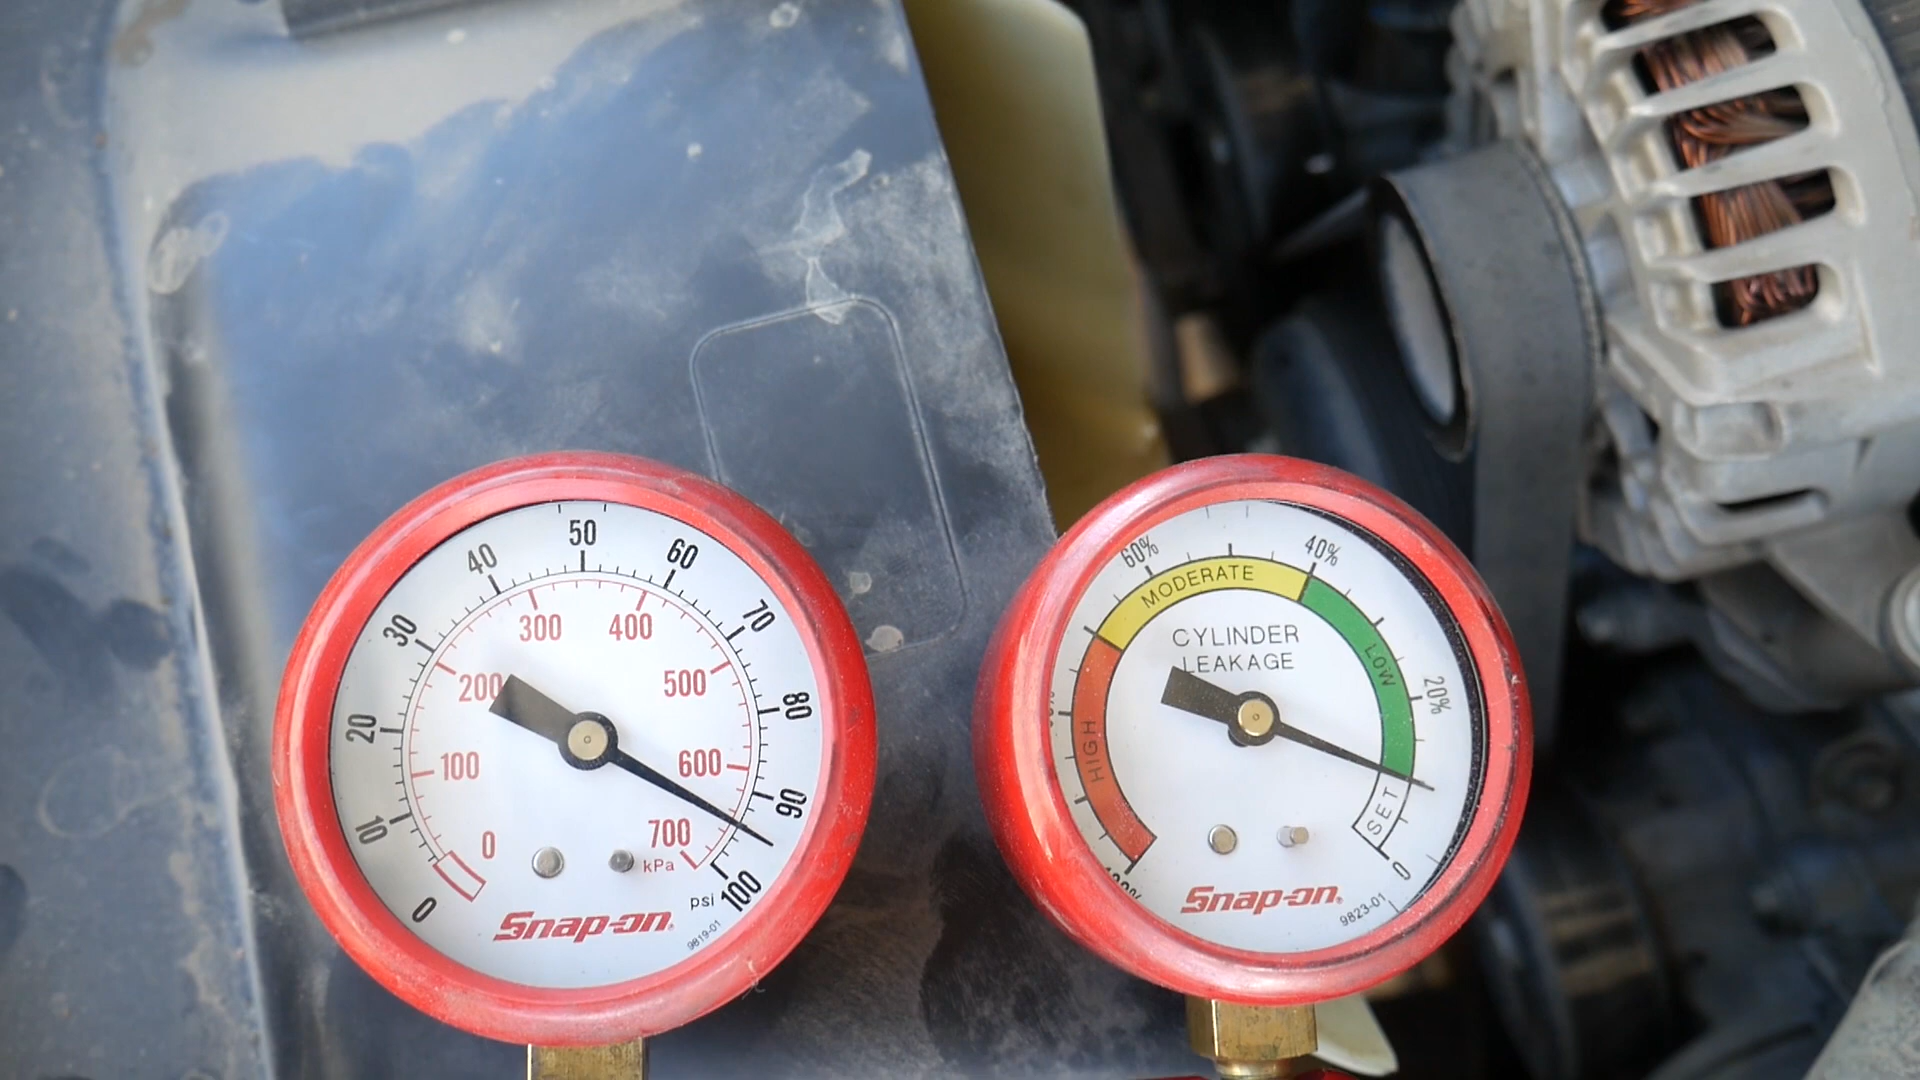 50
40
60
30
70
20
80
10
90
0
100
psi
300
400
200
500
100
600
0
700
kPa
Snap-on
9819-01
60%
40%
20%
0
MODERATE
LOW
HIGH
SET
CYLINDER
LEAKAGE
Snap-on
9823-01